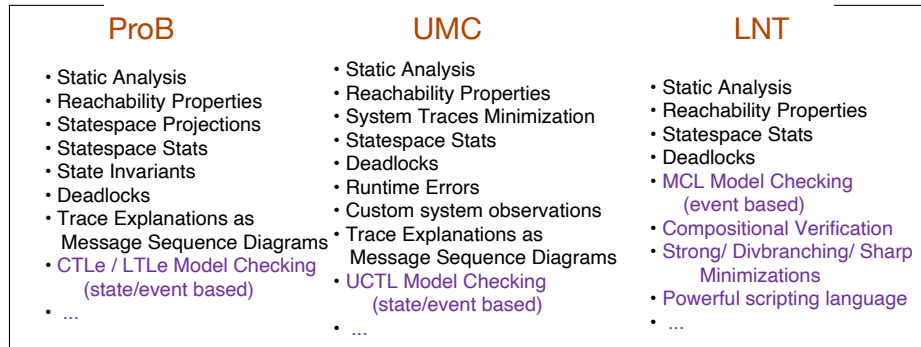 ProB
• Static Analysis
• Reachability Properties
• Statespace Projections
• Statespace Stats
• State Invariants
• Deadlocks
• Trace Explanations as
Message Sequence Diagrams
• CTLe / LTLe Model Checking
(state/event based)
• ...
UMC
• Static Analysis
• Reachability Properties
• System Traces Minimization
• Statespace Stats
• Deadlocks
• Runtime Errors
• Custom system observations
• Trace Explanations as
Message Sequence Diagrams
• UCTL Model Checking
(state/event based)
• ...
LNT
• Static Analysis
• Reachability Properties
• Statespace Stats
• Deadlocks
• MCL Model Checking
(event based)
• Compositional Verification
• Strong/ Divbranching/ Sharp
Minimizations
• Powerful scripting language
• ...